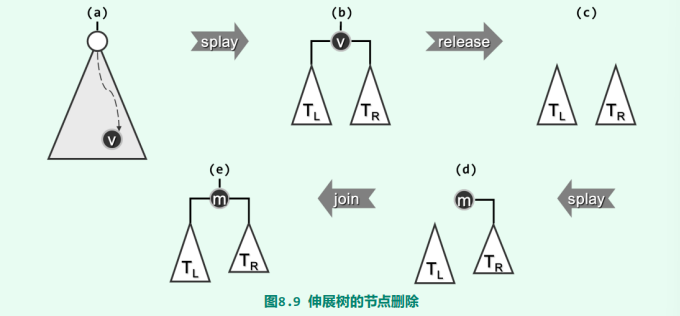 (a)
splay
(b)
release
(c)
v
v
T_L
T_R
T_L
T_R
(e)
join
(d)
splay
m
m
T_L
T_R
T_L
T_R
图8.9 伸展树的节点删除